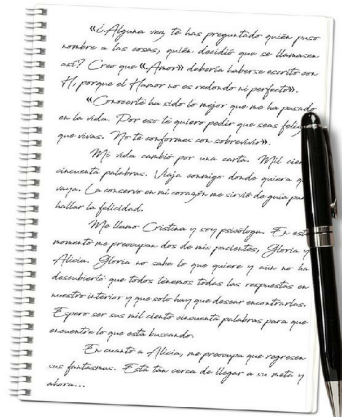 «¿Alguna vez te has preguntado quién puso
nombre a las cosas, quién decidió que se llamasen
así? Creo que «Amor» debería haberse escrito con
H, porque el Hamor no es redondo ni perfecto».
«Conocerte ha sido lo mejor que me ha pasado
en la vida. Por eso te quiero pedir que seas feliz,
que vivas. No te conformes con sobrevivir».
Mi vida cambió por una carta. Mil cien
cincuenta palabras. Viaja conmigo donde quiera q
vaya. La conservo en mi corazón me sirvió de guía par
hallar la felicidad.
Me llamo Cristina y soy psicóloga. En est
momento me preocupan dos de mis pacientes, Gloria y
Alicia. Gloria no sabe lo que quiere y aún no ha
descubierto que todos tenemos todas las respuestas en
nuestro interior y que solo hay que desear encontrarlas.
Espero ser sus mil ciento cincuenta palabras para que
encuentre lo que está buscando.
En cuanto a Alicia, me preocupa que regresen
sus fantasmas. Está tan cerca de llegar a su meta y
ahora...